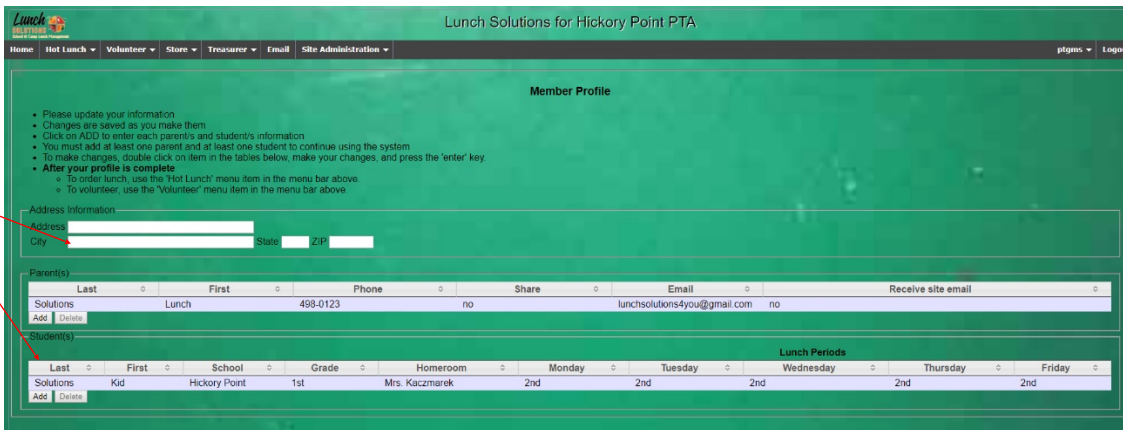 Lunch
SOLUTIONS
Lunch Solutions for Hickory Point PTA
Home Hot Lunch Volunteer Store Treasurer Email Site Administration ptgms Logo
Member Profile
Please update your information
Changes are saved as you make them
Click on ADD to enter each parent/s and student/s information
You must add at least one parent and at least one student to continue using the system
To make changes, double click on item in the tables below, make your changes, and press the 'enter' key.
After your profile is complete
To order lunch, use the 'Hot Lunch' menu item in the menu bar above.
To volunteer, use the 'Volunteer' menu item in the menu bar above.
Address Information
Address
City State ZIP
Parent(s)
Last First Phone Share Email Receive site email
Solutions Lunch 498-0123 no lunchsolutions4you@gmail.com no
Add Delete
Student(s)
Lunch Periods
Last First School Grade Homeroom Monday Tuesday Wednesday Thursday Friday
Solutions Kid Hickory Point 1st Mrs. Kaczmarek 2nd 2nd 2nd 2nd 2nd
Add Delete